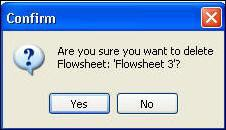 Confirm
Are you sure you want to delete
Flowsheet: 'Flowsheet 3'?
Yes
No